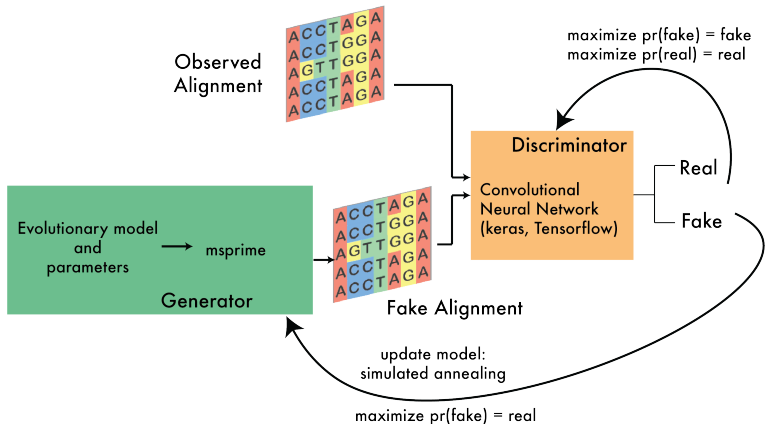 Observed
Alignment
ACCTAGA
ACCTGGA
AGTTGGA
ACCTAGA
ACCTAGA
maximize pr(fake) = fake
maximize pr(real) = real
Discriminator
Convolutional
Neural Network
(keras, Tensorflow)
Real
Fake
Evolutionary model
and
parameters
msprime
Generator
ACCTAGA
ACCTGGA
AGTTGGA
ACCTAGA
ACCTAGA
Fake Alignment
update model:
simulated annealing
maximize pr(fake) = real